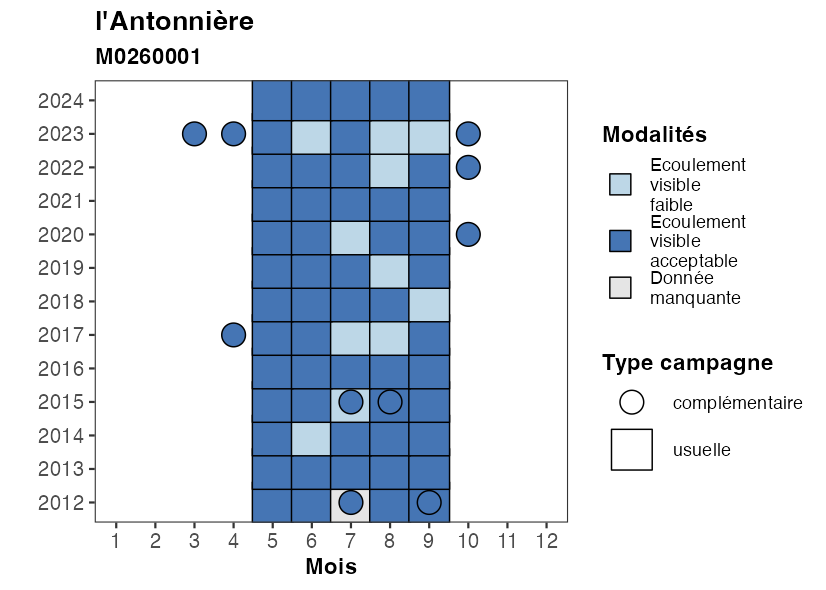 l'Antonnière
M0260001
2024
2023
2022
2021
2020
2019
2018
2017
2016
2015
2014
2013
2012
1 2 3 4 5 6 7 8 9 10 11 12
Mois
Modalités
Ecoulement
visible
faible
Ecoulement
visible
acceptable
Donnée
manquante
Type campagne
complémentaire
usuelle